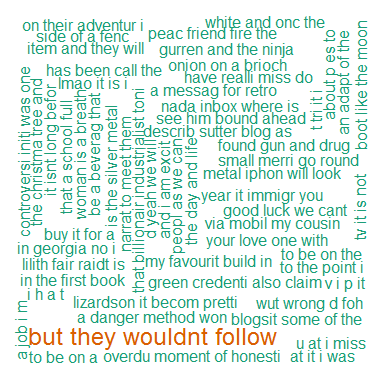 on their adventur i
white and onc the
side of a fenc
peac friend fire the
item and they will
gurren and the ninja
has been call the
onion on a brioch
lmao it is i
have realli miss do
a messag for retro
nada inbox where is
see him bound ahead
describ sutter blog as
found gun and drug
small merri go round
metal iphon will look
year it immigr you
good luck we cant
via mobil my cousin
your love one with
buy it for a
in georgia no i
lilith fair raidt is
in the first book
i h a t
my favourit build in
to be on the
to the point i
green credenti also claim
v i p it
lizardson it becom pretti
wut wrong d foh
a danger method won
blogsit some of the
but they wouldnt follow
u at i miss
to be on a
overdu moment of honesti
at it i was
controversi initi was one
the christma tree and
it isnt long befor
that a school full
woman is a breath
be a beverag that
is the silver metal
narrat to meet them
that billionair industrialist toni
d yeah we will
and i am excit
peopl as we can
the day and life
t tri it i
about p es to
an adapt of the
boot like the moon
tv it is not
a job i m